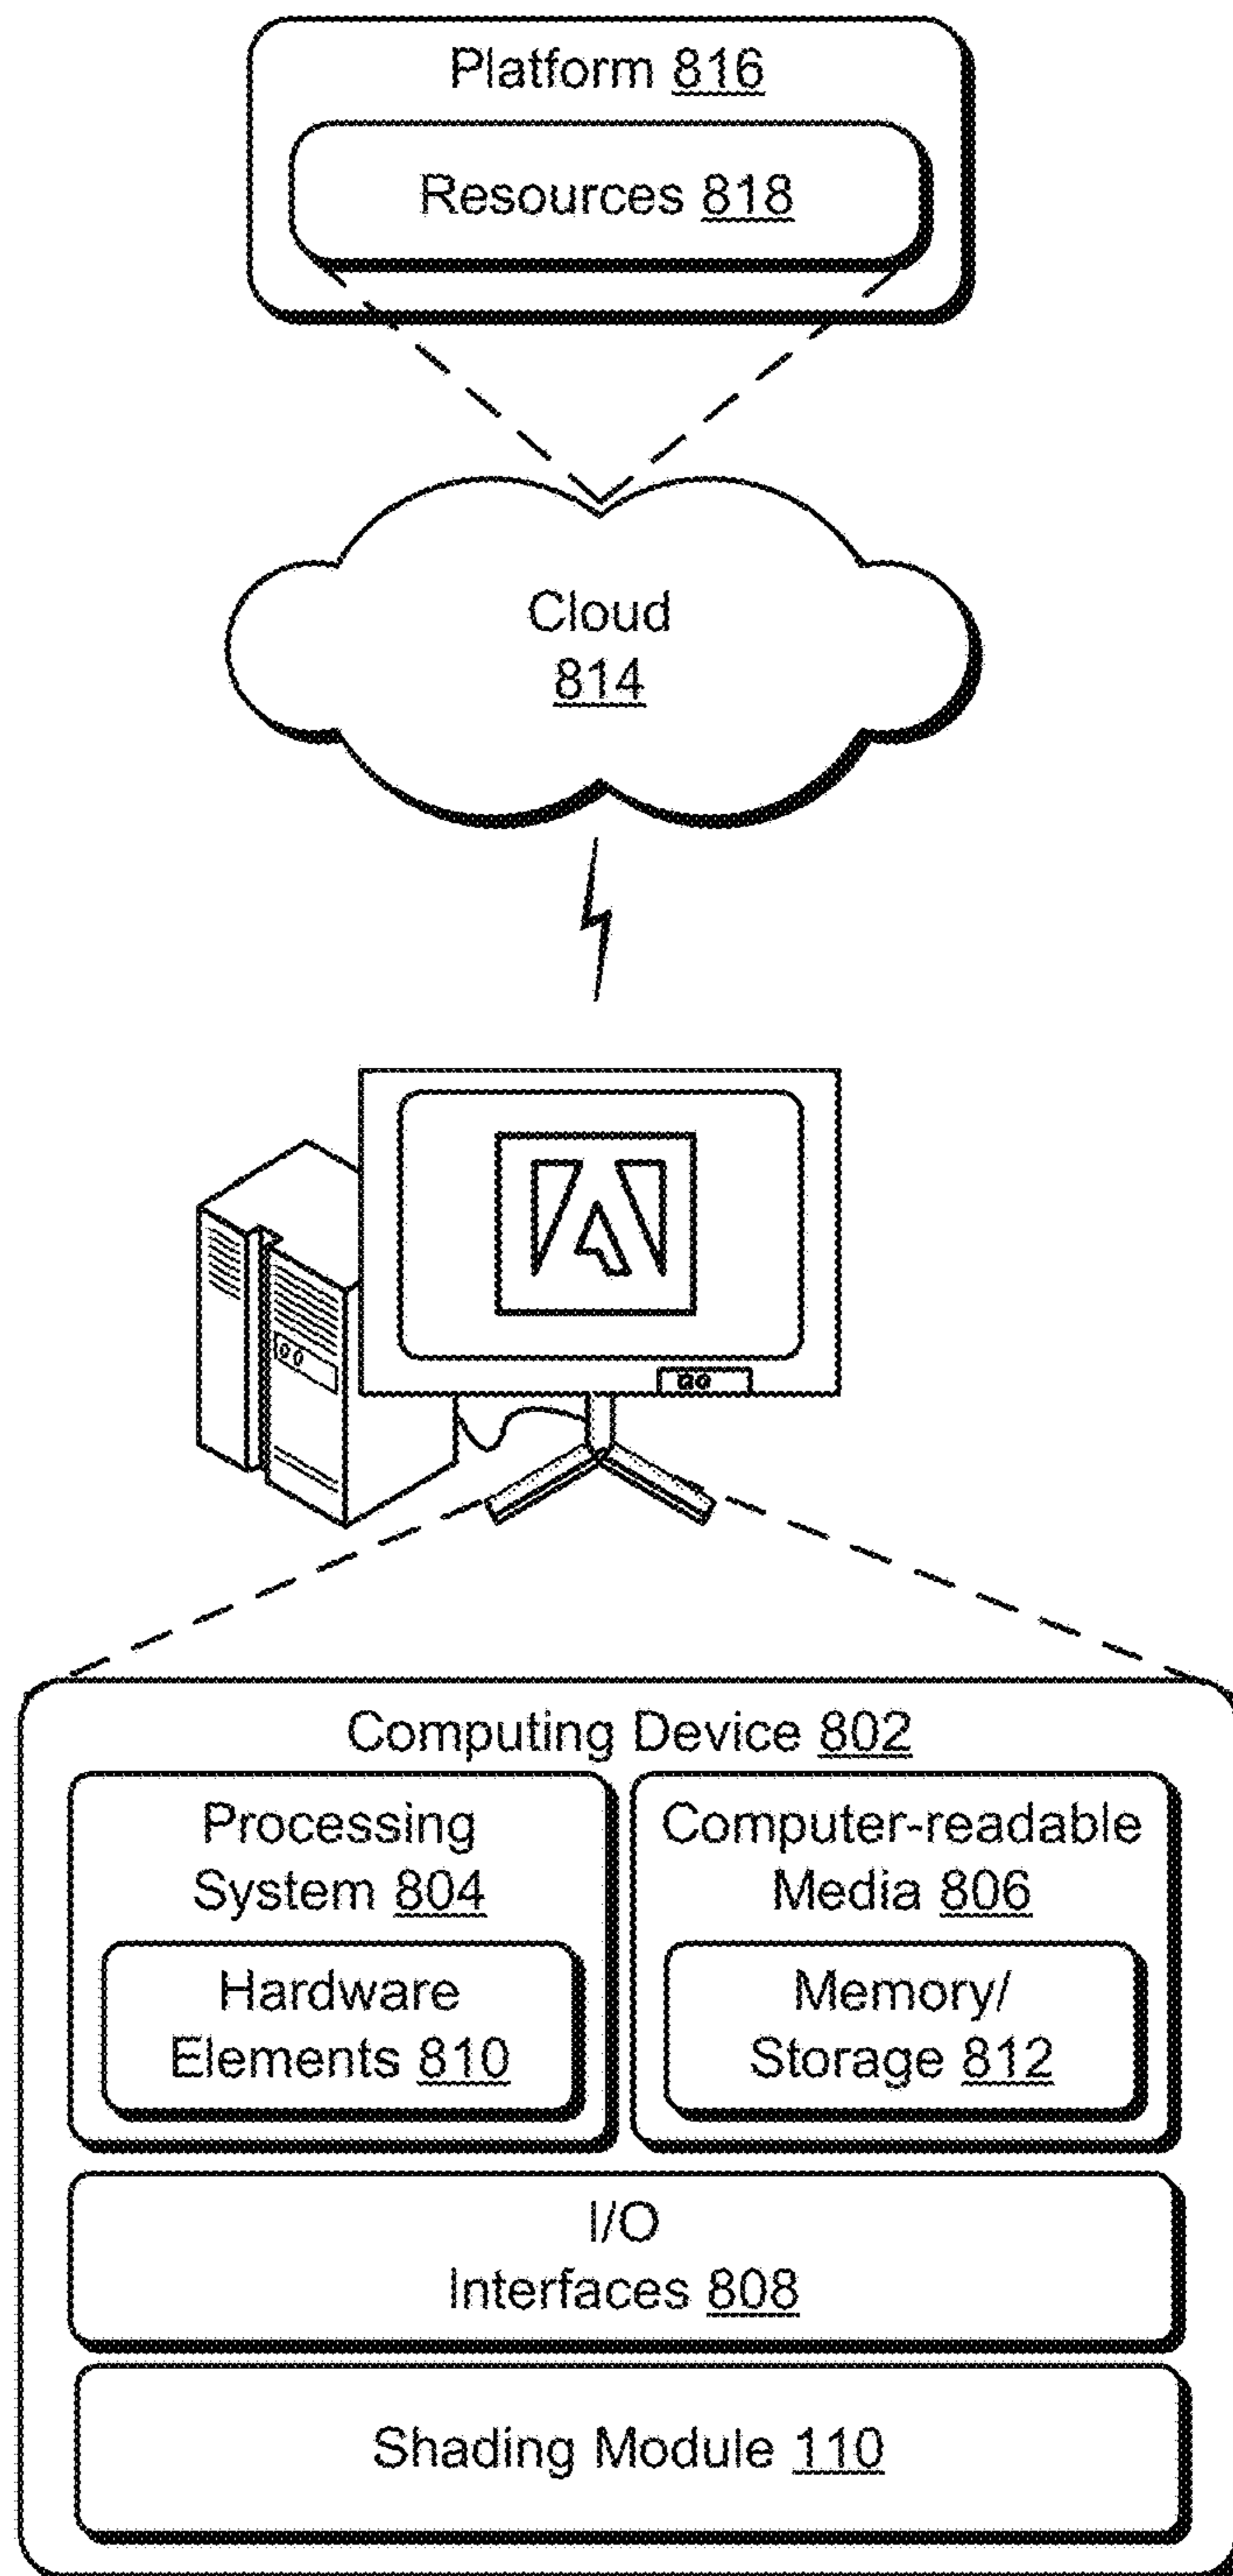 Platform 816
Resources 818
Cloud
814
Computing Device 802
Processing
System 804
Hardware
Elements 810
Computer-readable
Media 806
Memory/
Storage 812
I/O
Interfaces 808
Shading Module 110